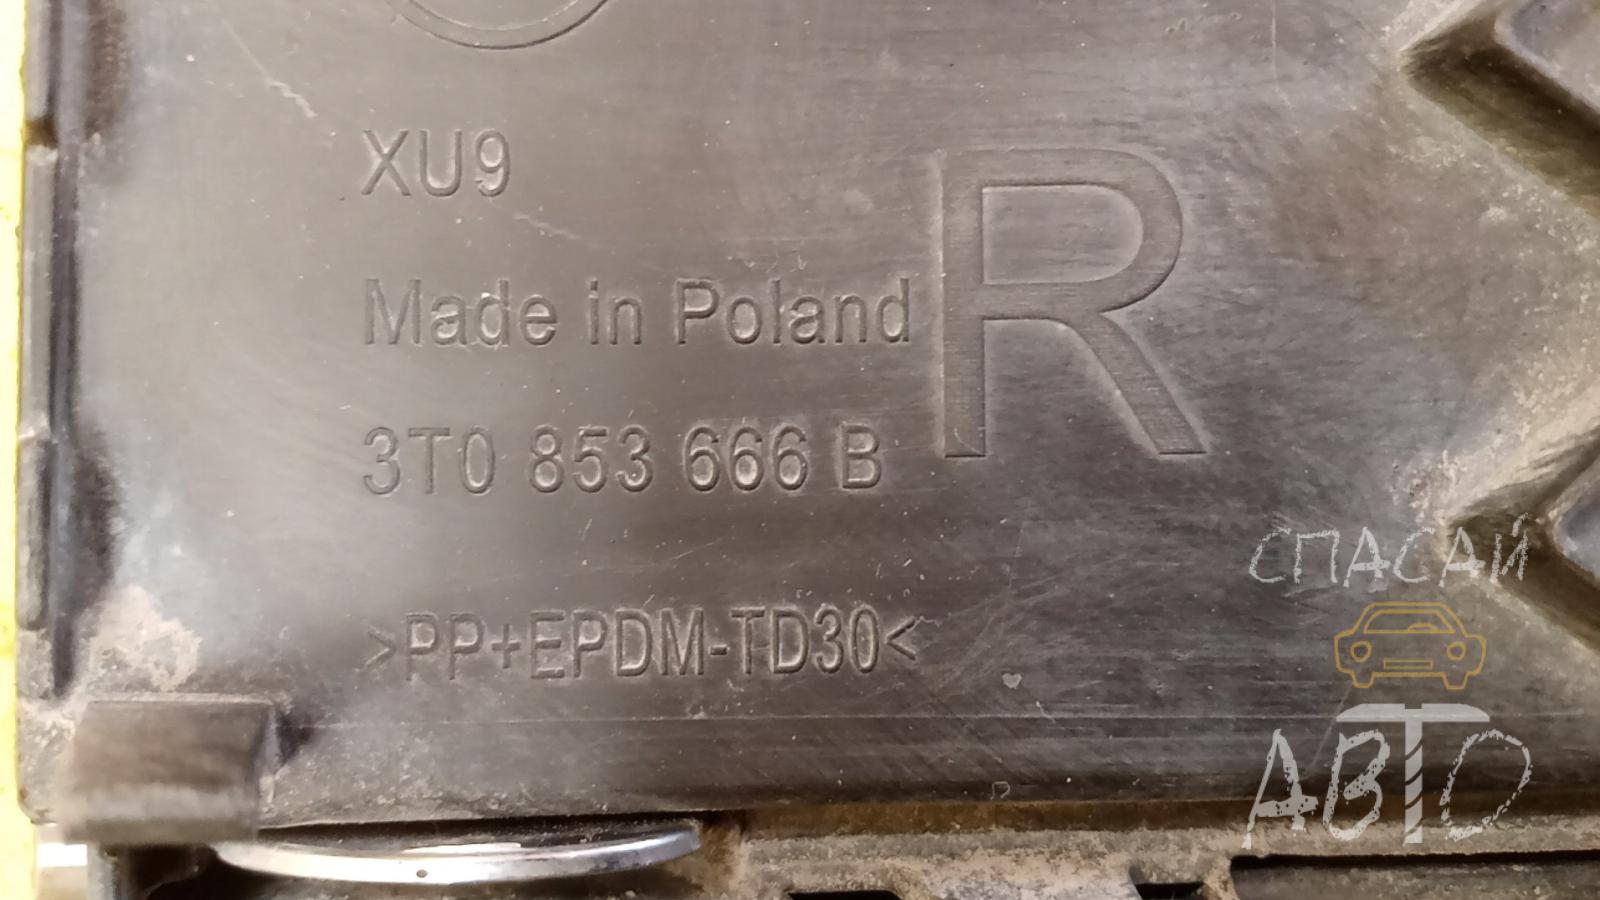 XU9
Made in Poland
R
3T0 853 666 B
>PP+EPDM-TD30<
СПАСАЙ
АВТО